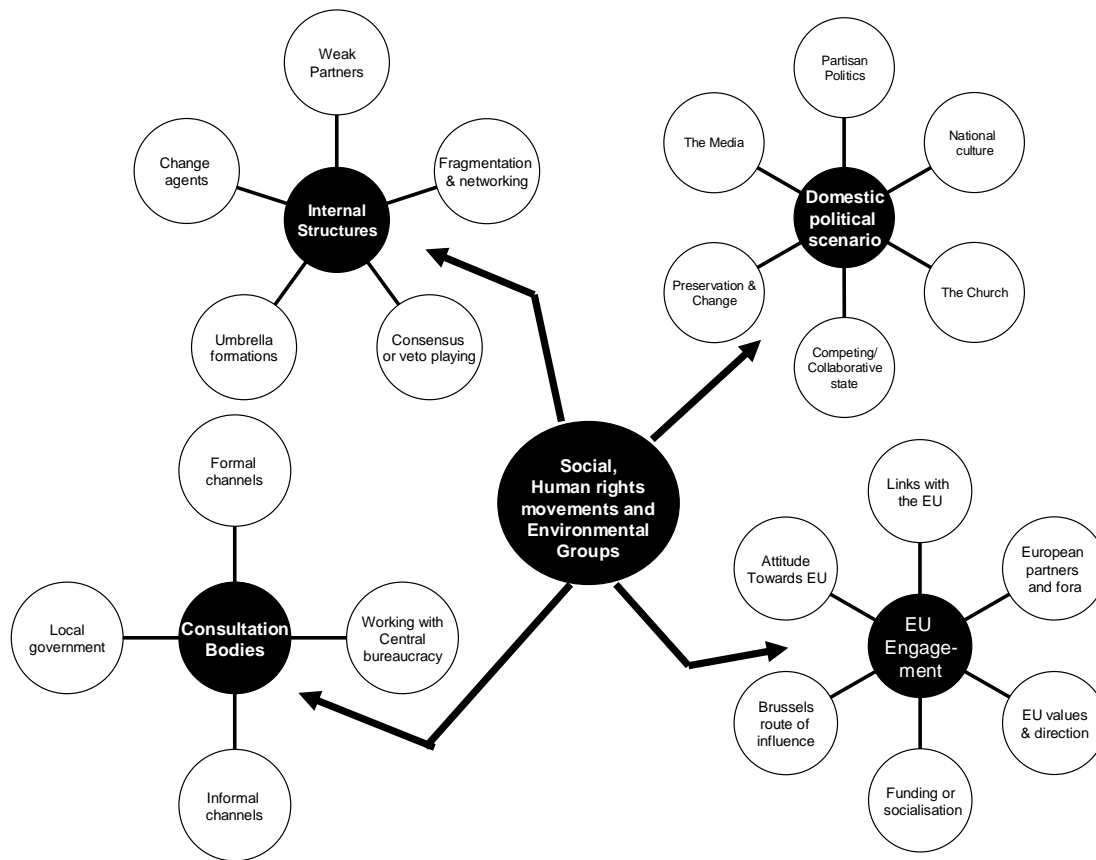 Weak
Partners
Change
agents
Fragmentation
& networking
Internal
Structures
Umbrella
formations
Consensus
or veto playing
Partisan
Politics
The Media
National
culture
Domestic
political
scenario
Preservation &
Change
The Church
Competing/
Collaborative
state
Social,
Human rights
movements and
Environmental
Groups
Formal
channels
Local
government
Consultation
Bodies
Working with
Central
bureaucracy
Informal
channels
Links with
the EU
Attitude
Towards EU
European
partners
and fora
EU
Engage-
ment
Brussels
route of
influence
EU values
& direction
Funding or
socialisation